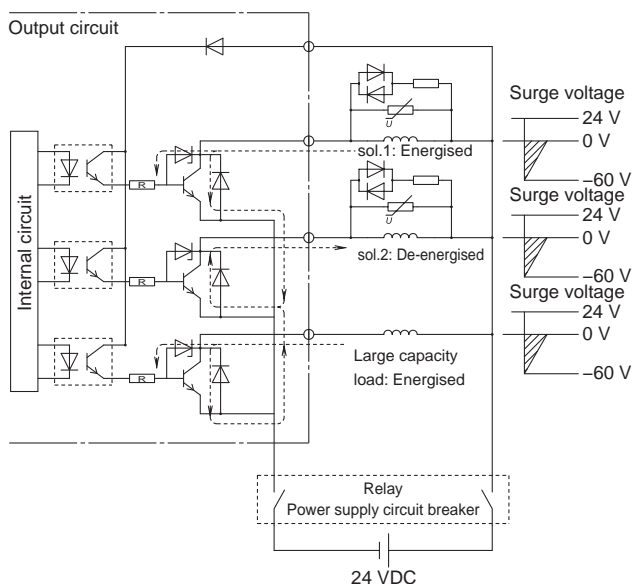 Output circuit
Surge voltage
24 V
0 V
–60 V
sol.1: Energised
R
Surge voltage
24 V
0 V
–60 V
sol.2: De-energised
R
Internal circuit
Surge voltage
24 V
0 V
–60 V
Large capacity
load: Energised
R
U
U
Relay
Power supply circuit breaker
24 VDC